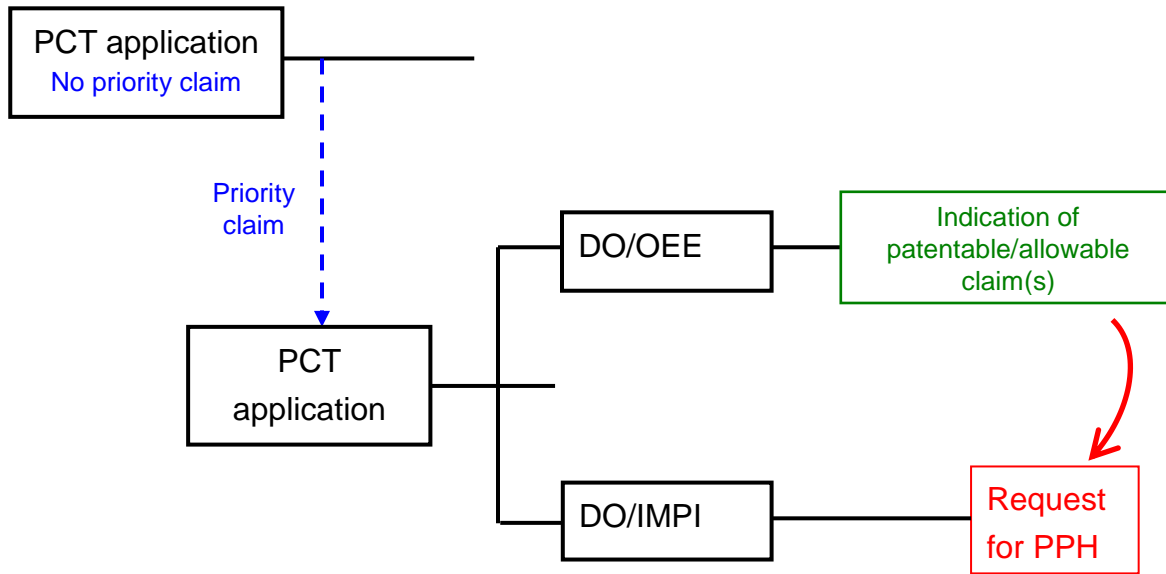 PCT application
No priority claim
Priority
claim
DO/OEE
Indication of
patentable/allowable
claim(s)
PCT
application
DO/IMPI
Request
for PPH